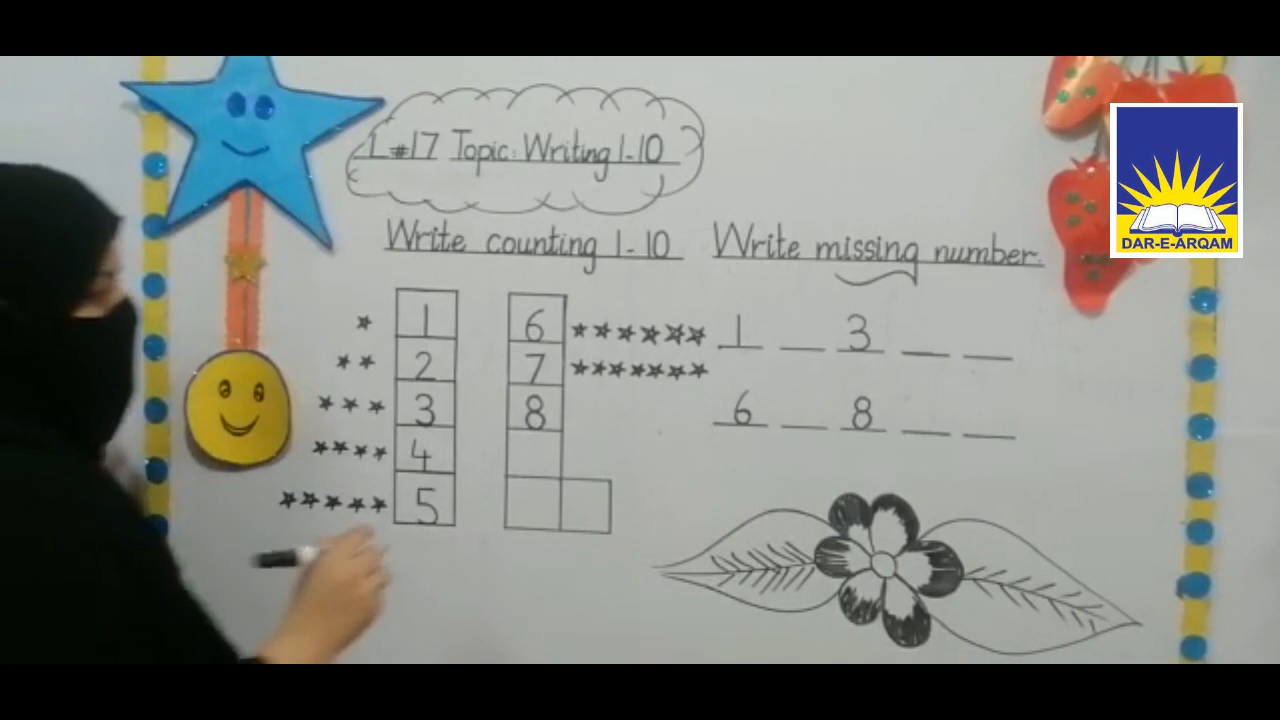 L #17 Topic: Writing 1-10
Write counting 1-10
1
2
3
4
5
6
7
8
Write missing number.
1 __ 3 __ __
6 __ 8 __ __
DAR-E-ARQAM